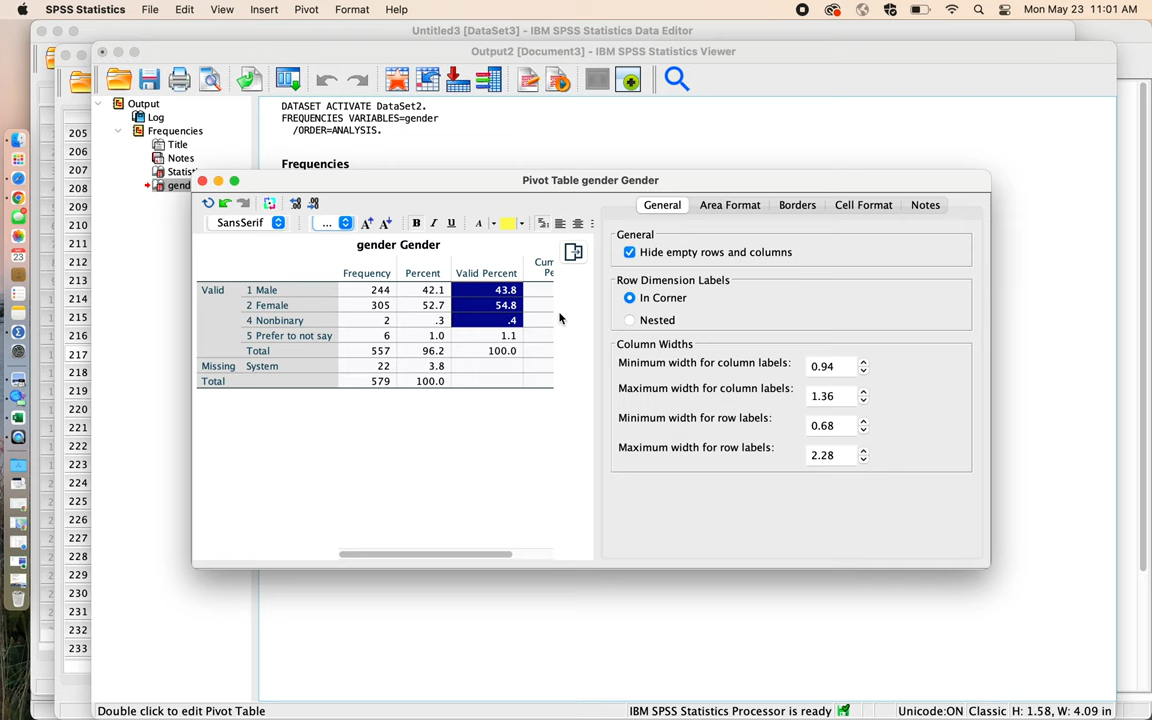 SPSS Statistics File Edit View Insert Pivot Format Help Mon May 23 11:01 AM
Untitled3 [DataSet3] - IBM SPSS Statistics Data Editor
Output2 [Document3] - IBM SPSS Statistics Viewer
Output
Log
Frequencies
Title
Notes
Statist
gend
DATASET ACTIVATE DataSet2.
FREQUENCIES VARIABLES=gender
/ORDER=ANALYSIS.
Frequencies
205
206
207
208
209
210
211
212
213
214
215
216
217
218
219
220
221
222
223
224
225
226
227
228
229
230
231
232
233
Pivot Table gender Gender
SansSerif ... B I U A
gender Gender
Frequency Percent Valid Percent Cum Pe
Valid 1 Male 244 42.1 43.8
2 Female 305 52.7 54.8
4 Nonbinary 2 .3 .4
5 Prefer to not say 6 1.0 1.1
Total 557 96.2 100.0
Missing System 22 3.8
Total 579 100.0
General Area Format Borders Cell Format Notes
General
Hide empty rows and columns
Row Dimension Labels
In Corner
Nested
Column Widths
Minimum width for column labels: 0.94
Maximum width for column labels: 1.36
Minimum width for row labels: 0.68
Maximum width for row labels: 2.28
Double click to edit Pivot Table IBM SPSS Statistics Processor is ready Unicode:ON Classic H: 1.58, W: 4.09 in